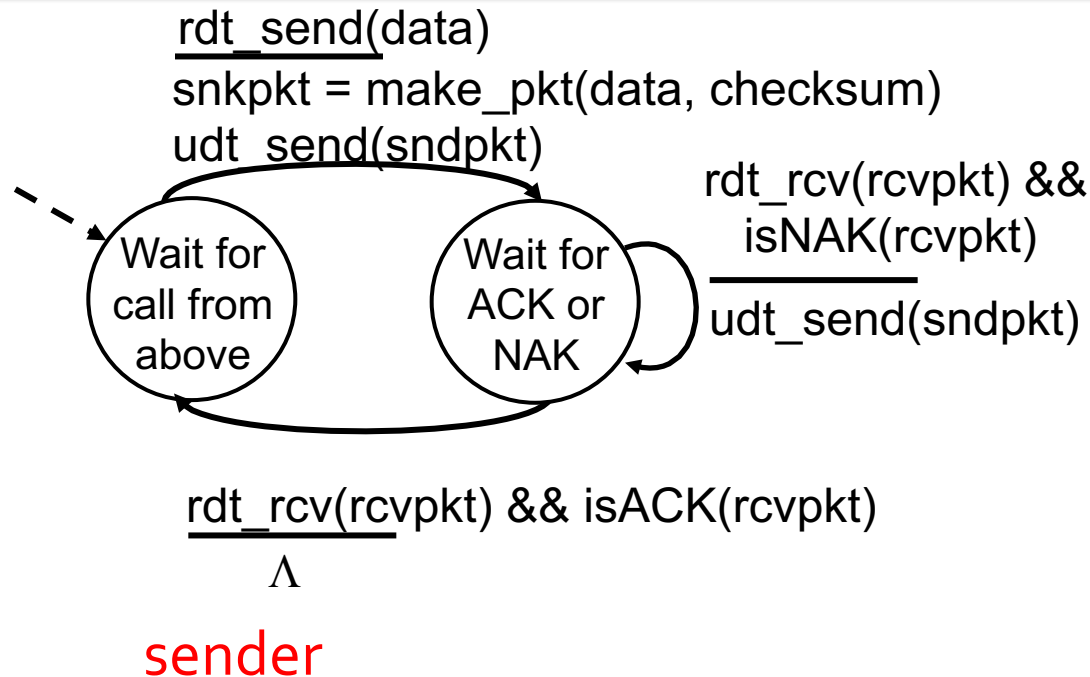 rdt_send(data)
snkpkt = make_pkt(data, checksum)
udt_send(sndpkt)
rdt_rcv(rcvpkt) &&
isNAK(rcvpkt)
udt_send(sndpkt)
Wait for
call from
above
Wait for
ACK or
NAK
rdt_rcv(rcvpkt) && isACK(rcvpkt)
Λ
sender